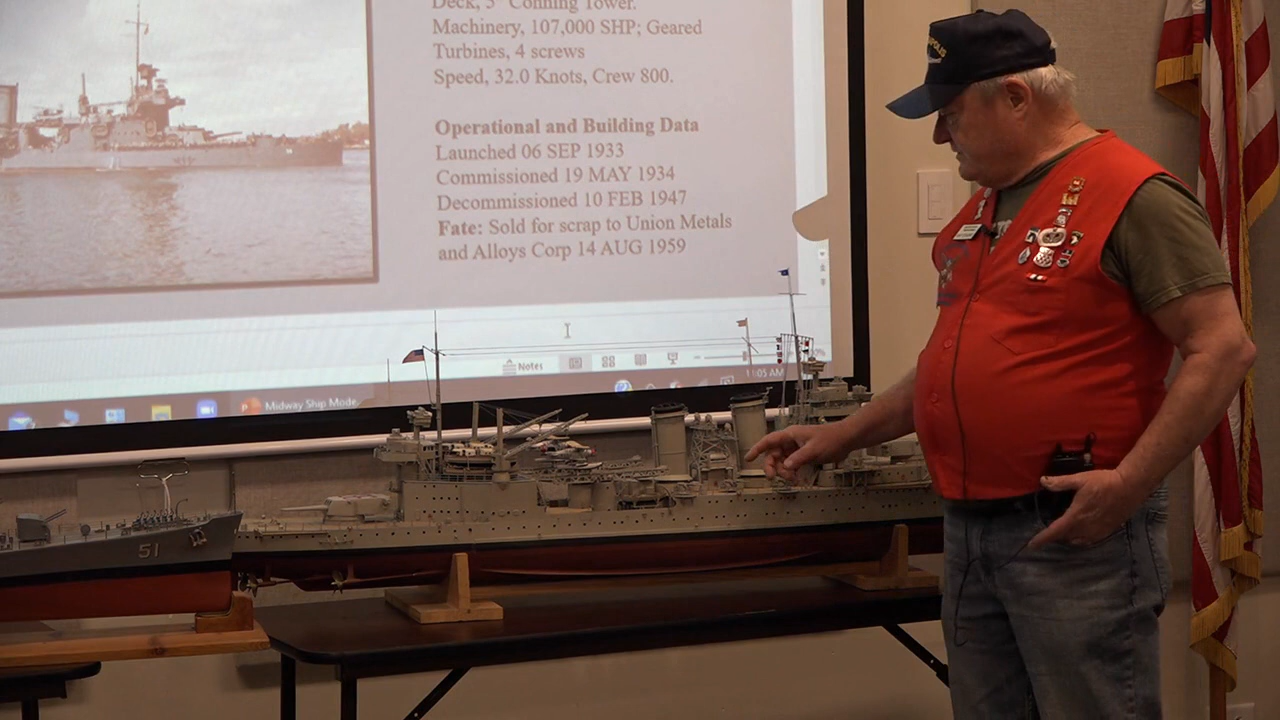 Deck, 5" Conning Tower.
Machinery, 107,000 SHP; Geared
Turbines, 4 screws
Speed, 32.0 Knots, Crew 800.
Operational and Building Data
Launched 06 SEP 1933
Commissioned 19 MAY 1934
Decommissioned 10 FEB 1947
Fate: Sold for scrap to Union Metals
and Alloys Corp 14 AUG 1959
Notes
11:05 AM
Midway Ship Mode
51